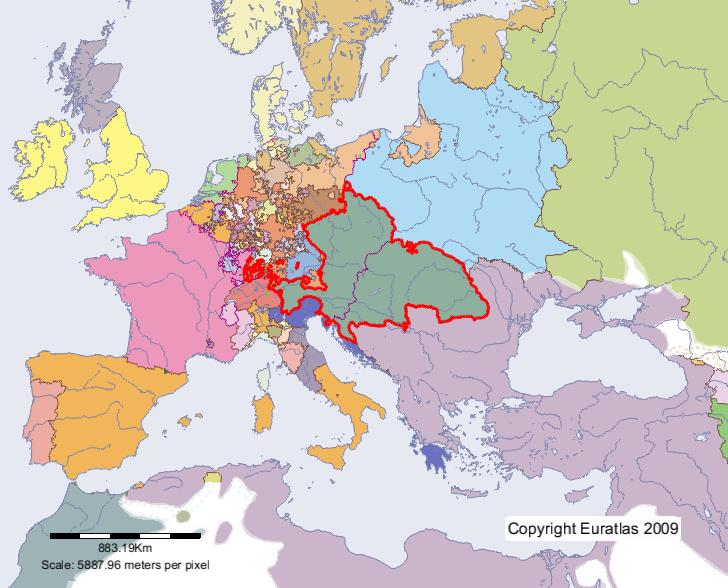 Copyright Euratlas 2009
883.19Km
Scale: 5887.96 meters per pixel